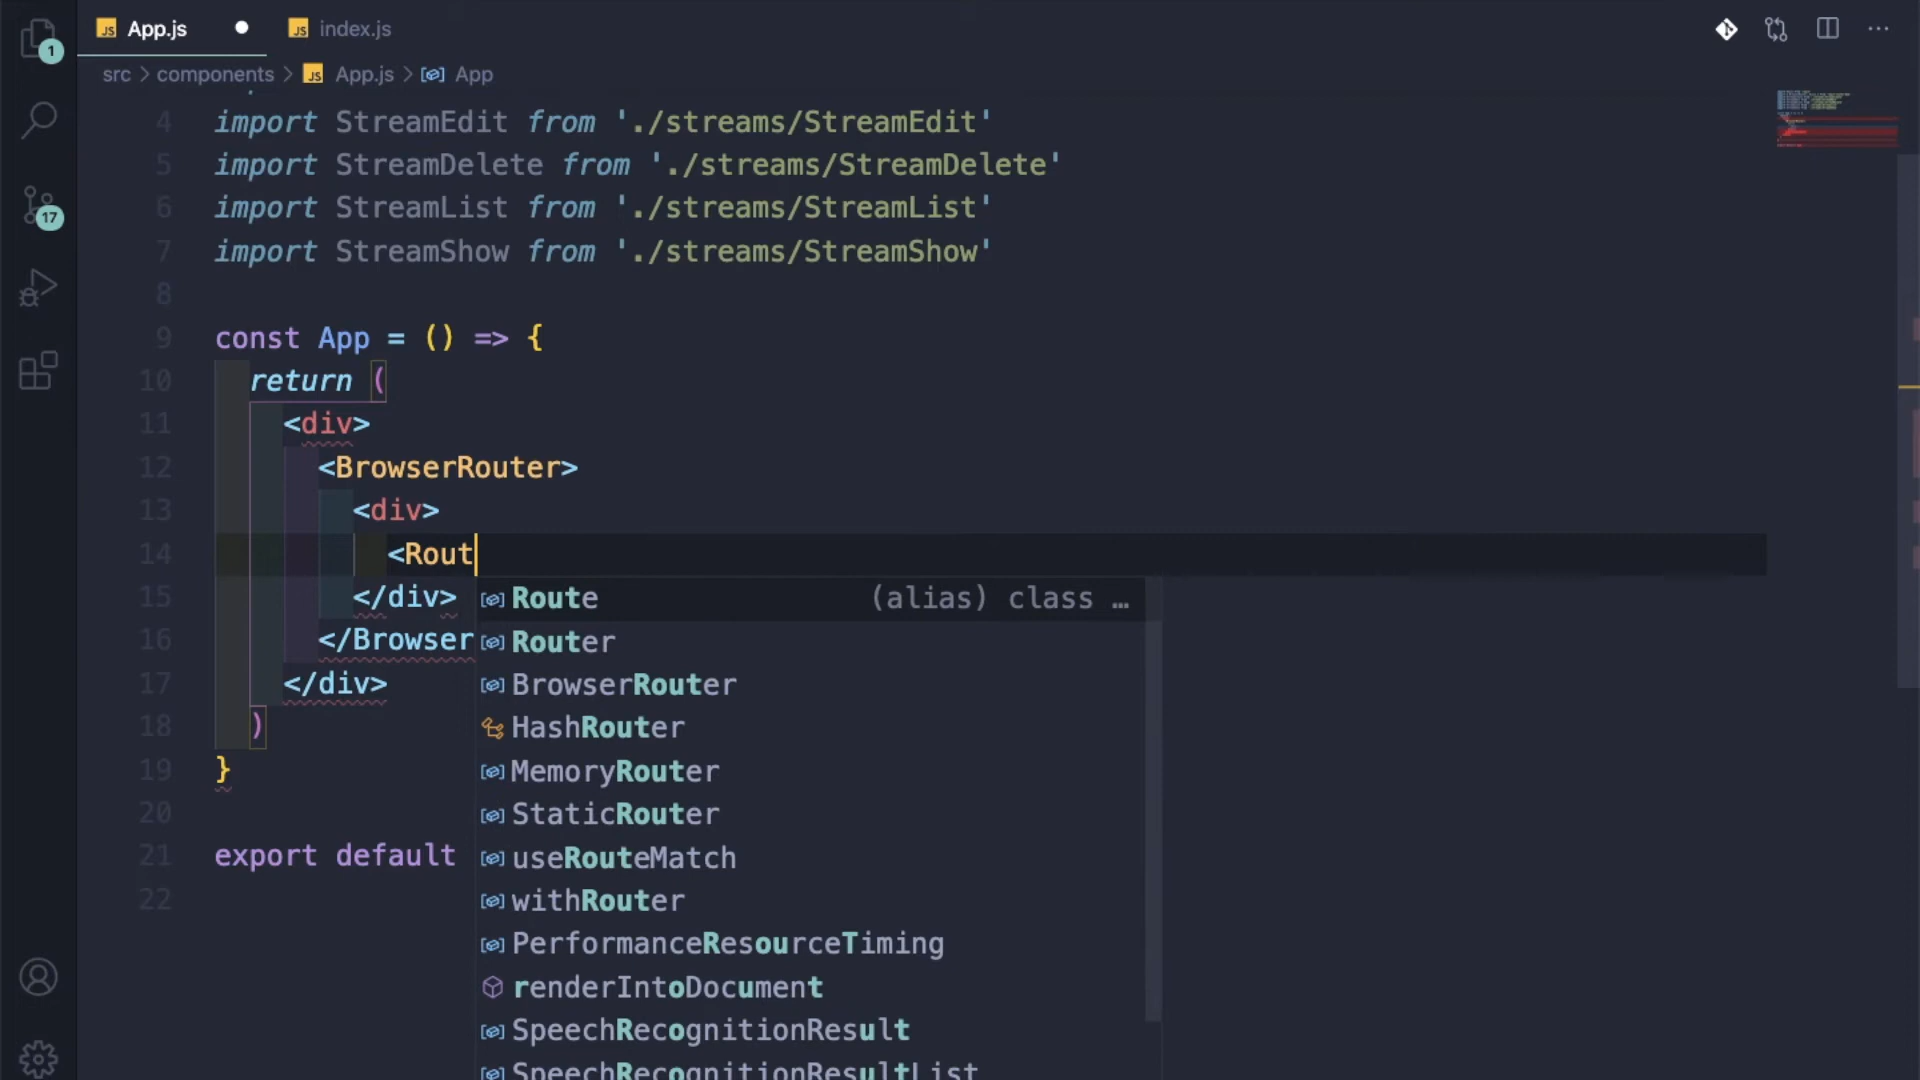 JS App.js
JS index.js
1
src > components > JS App.js > App
4 import StreamEdit from './streams/StreamEdit'
5 import StreamDelete from './streams/StreamDelete'
6 import StreamList from './streams/StreamList'
17
7 import StreamShow from './streams/StreamShow'
8
9 const App = () => {
10 return (
11 <div>
12 <BrowserRouter>
13 <div>
14 <Rout
15 </div>
16 </Browser
17 </div>
18 )
19 }
20
21 export default
22
Route (alias) class …
Router
BrowserRouter
HashRouter
MemoryRouter
StaticRouter
useRouteMatch
withRouter
PerformanceResourceTiming
renderIntoDocument
SpeechRecognitionResult
SpeechRecognitionResultList